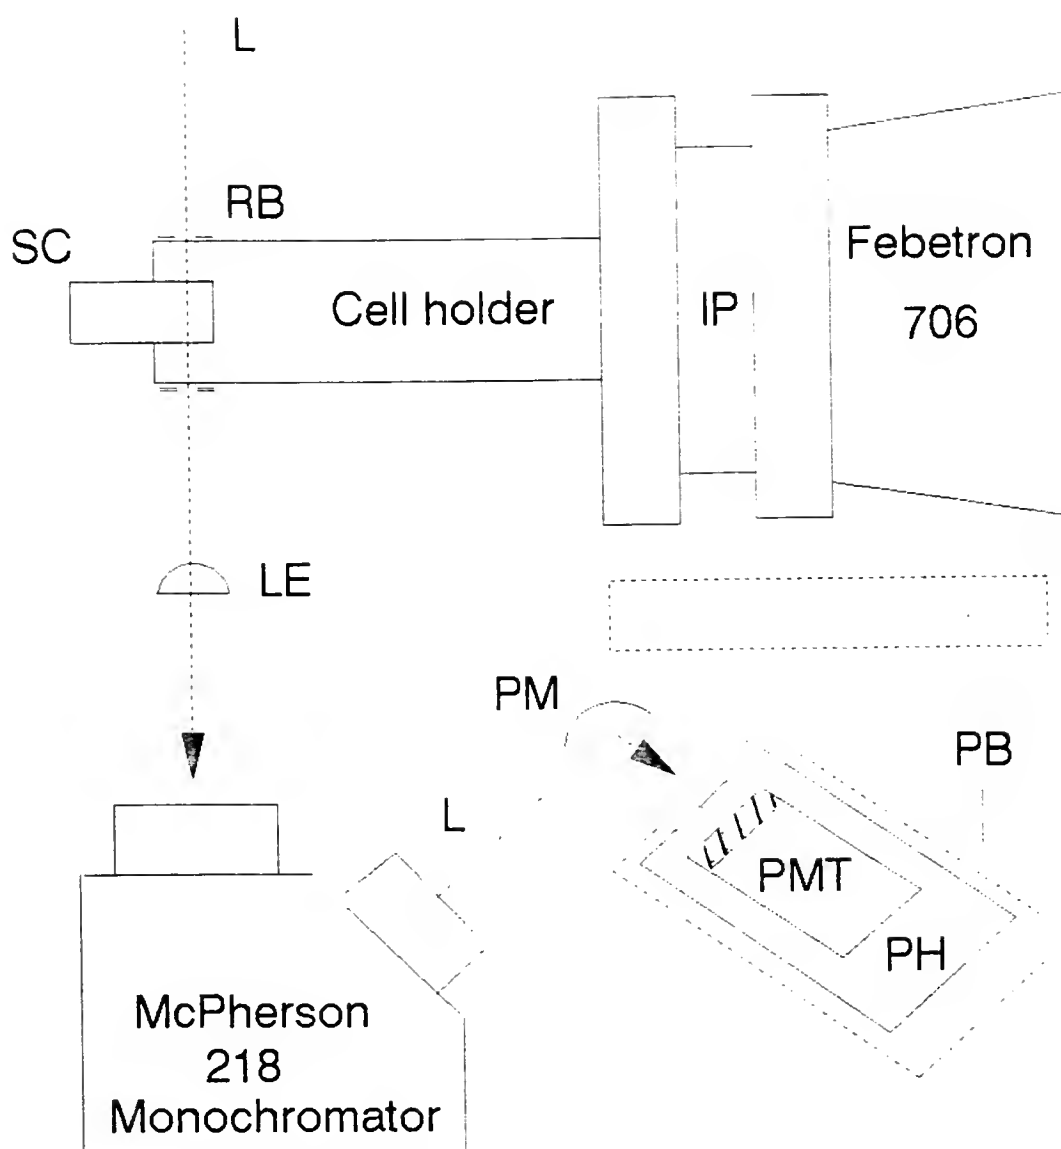 L
RB
SC
Febetron
706
Cell holder
IP
LE
PM
PB
L
PMT
PH
McPherson
218
Monochromator